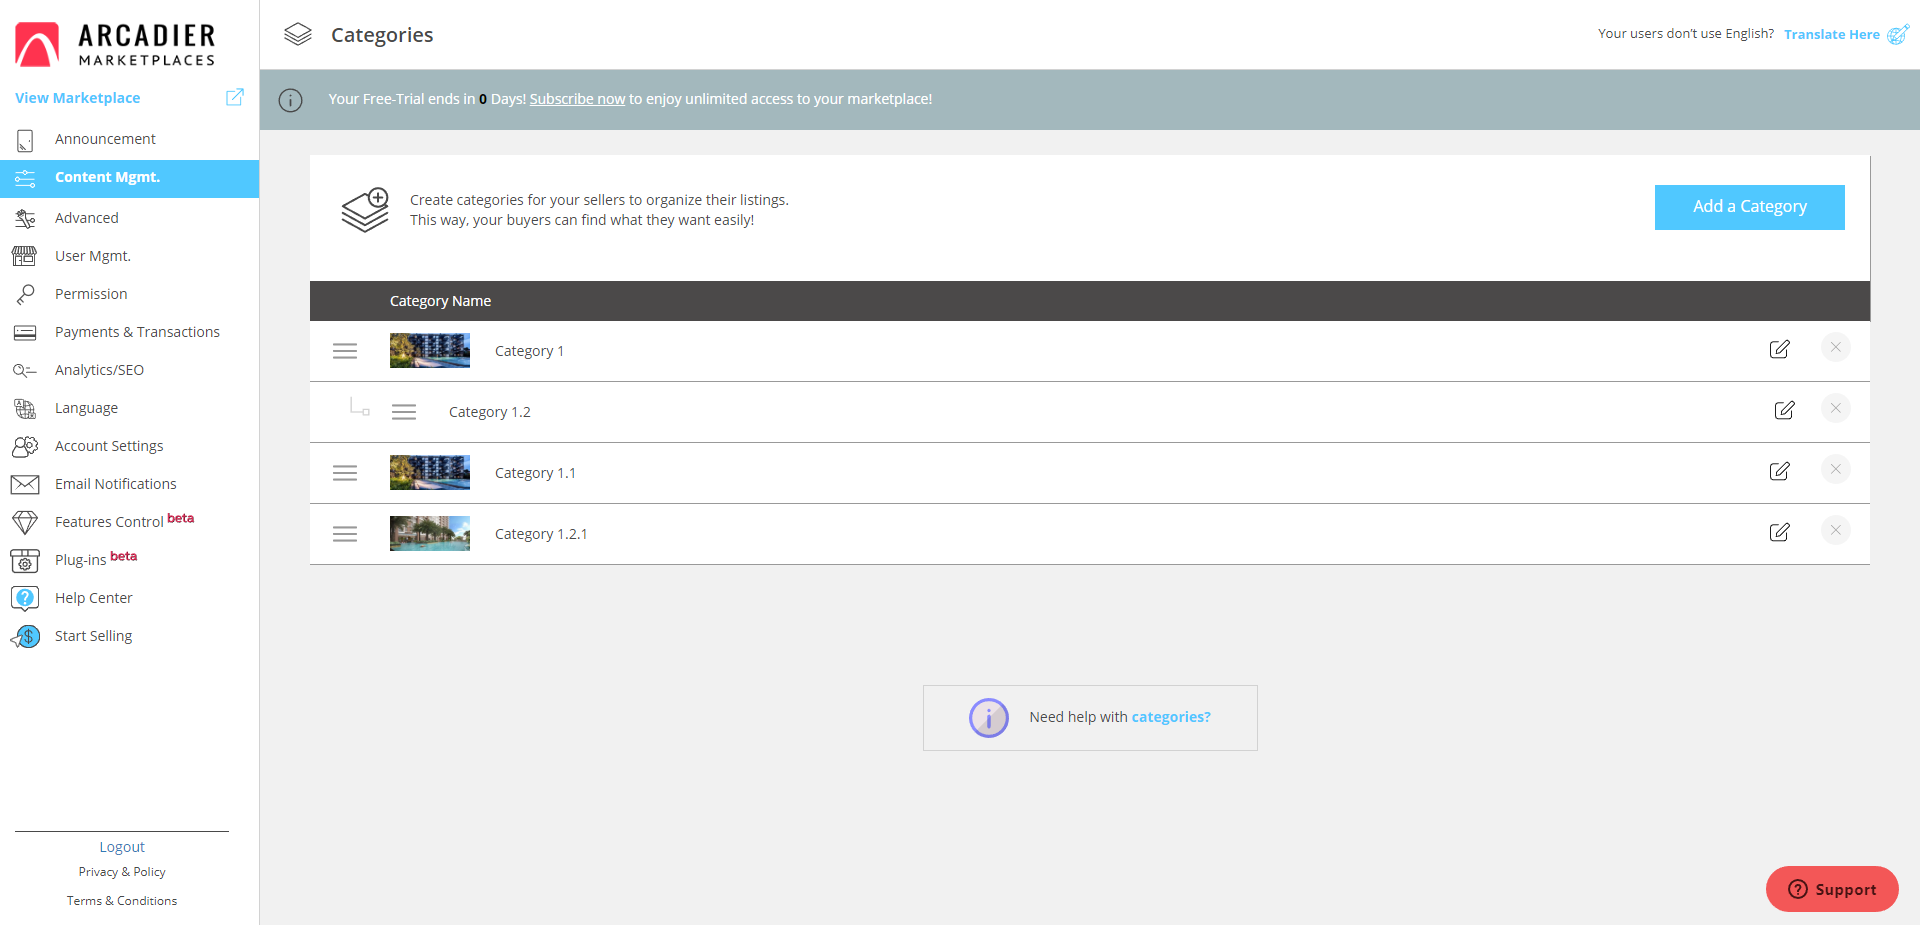 ARCADIER
MARKETPLACES
View Marketplace
Announcement
Content Mgmt.
Advanced
User Mgmt.
Permission
Payments & Transactions
Analytics/SEO
Language
Account Settings
Email Notifications
Features Control beta
Plug-ins beta
Help Center
Start Selling
Logout
Privacy & Policy
Terms & Conditions
Categories
Your users don't use English? Translate Here
Your Free-Trial ends in 0 Days! Subscribe now to enjoy unlimited access to your marketplace!
Create categories for your sellers to organize their listings.
This way, your buyers can find what they want easily!
Add a Category
Category Name
Category 1
Category 1.2
Category 1.1
Category 1.2.1
Need help with categories?
Support